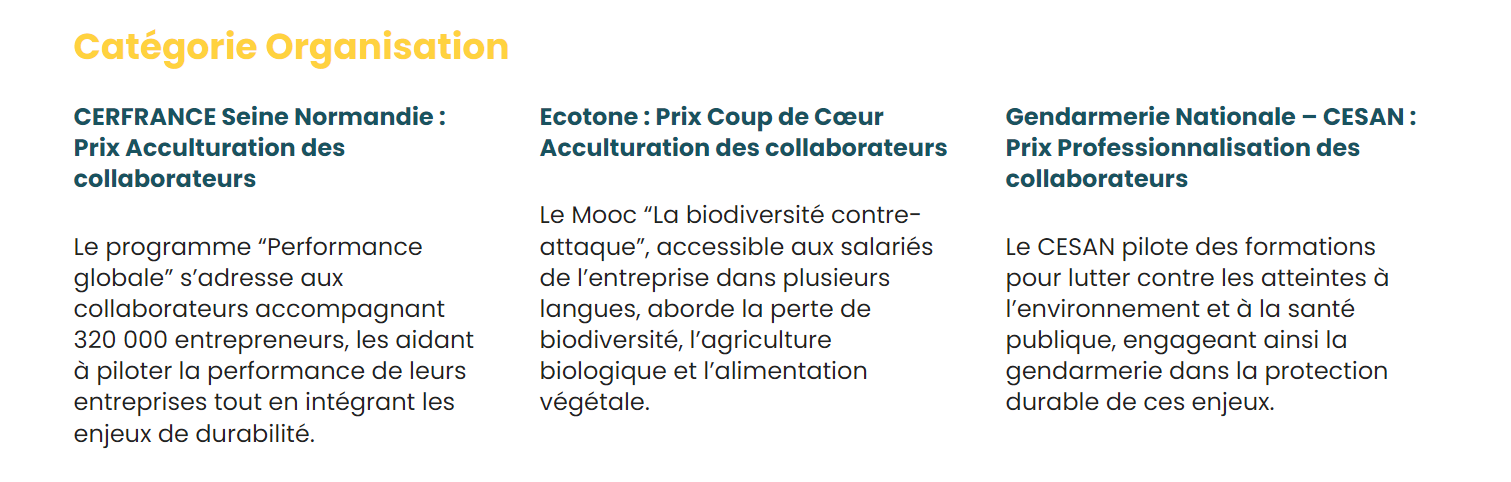 Catégorie Organisation
CERFRANCE Seine Normandie :
Prix Acculturation des
collaborateurs
Le programme “Performance
globale” s’adresse aux
collaborateurs accompagnant
320 000 entrepreneurs, les aidant
à piloter la performance de leurs
entreprises tout en intégrant les
enjeux de durabilité.
Ecotone : Prix Coup de Cœur
Acculturation des collaborateurs
Le Mooc “La biodiversité contre-
attaque”, accessible aux salariés
de l’entreprise dans plusieurs
langues, aborde la perte de
biodiversité, l’agriculture
biologique et l’alimentation
végétale.
Gendarmerie Nationale – CESAN :
Prix Professionnalisation des
collaborateurs
Le CESAN pilote des formations
pour lutter contre les atteintes à
l’environnement et à la santé
publique, engageant ainsi la
gendarmerie dans la protection
durable de ces enjeux.